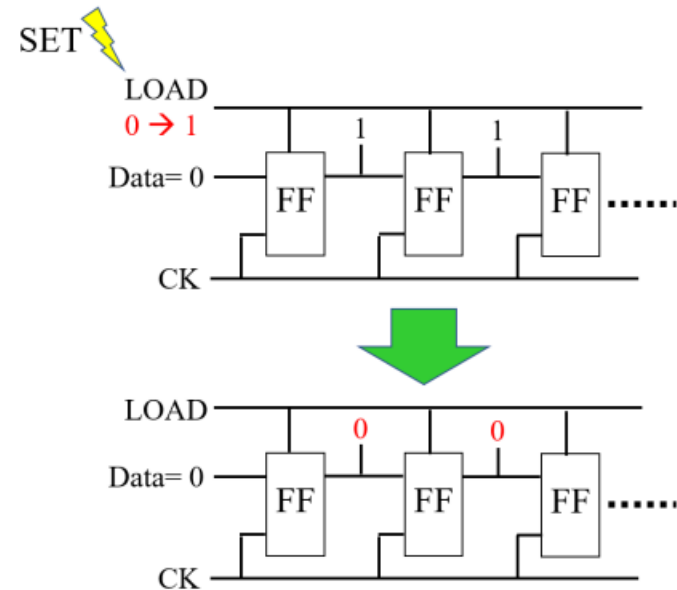 SET
LOAD
0 → 1
1
1
Data= 0
FF
FF
FF
CK
LOAD
0
0
Data= 0
FF
FF
FF
CK